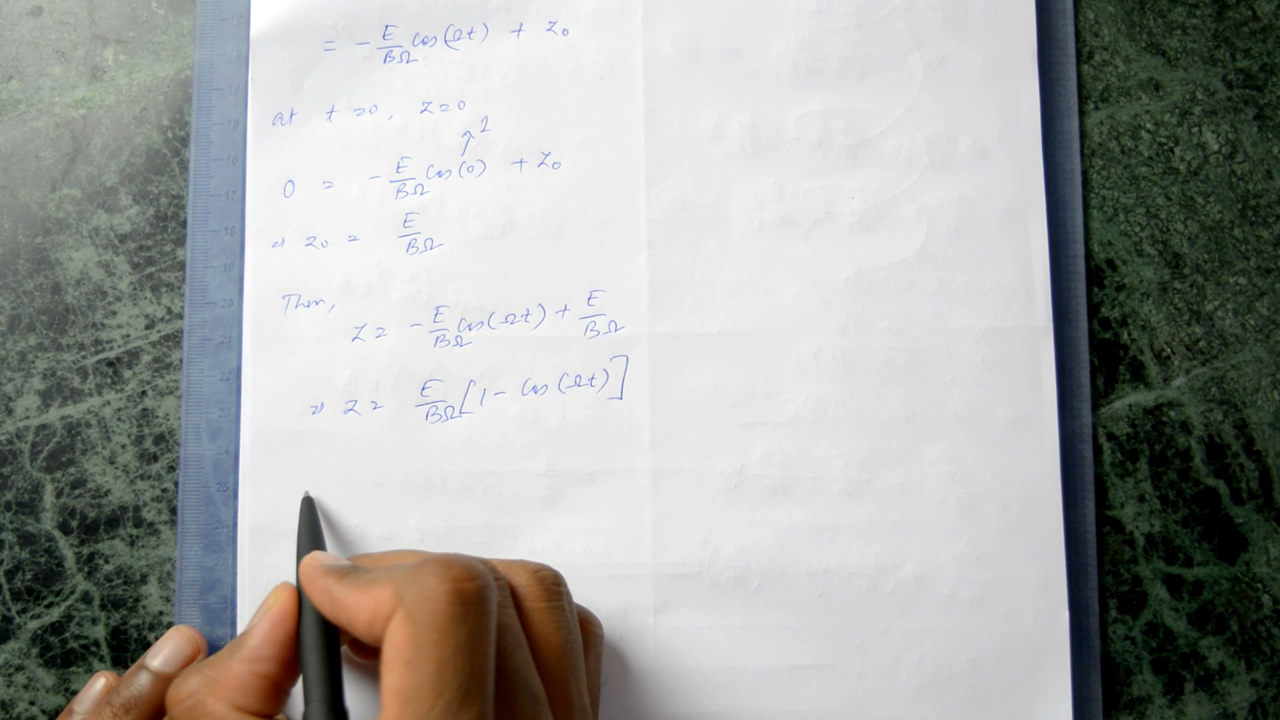 = - E/BΩ cos(Ωt) + z₀
at t=0, z=0
1
0 = - E/BΩ cos(0) + z₀
⇒ z₀ = E/BΩ
Then,
z = - E/BΩ cos(Ωt) + E/BΩ
⇒ z = E/BΩ [1 - cos(Ωt)]